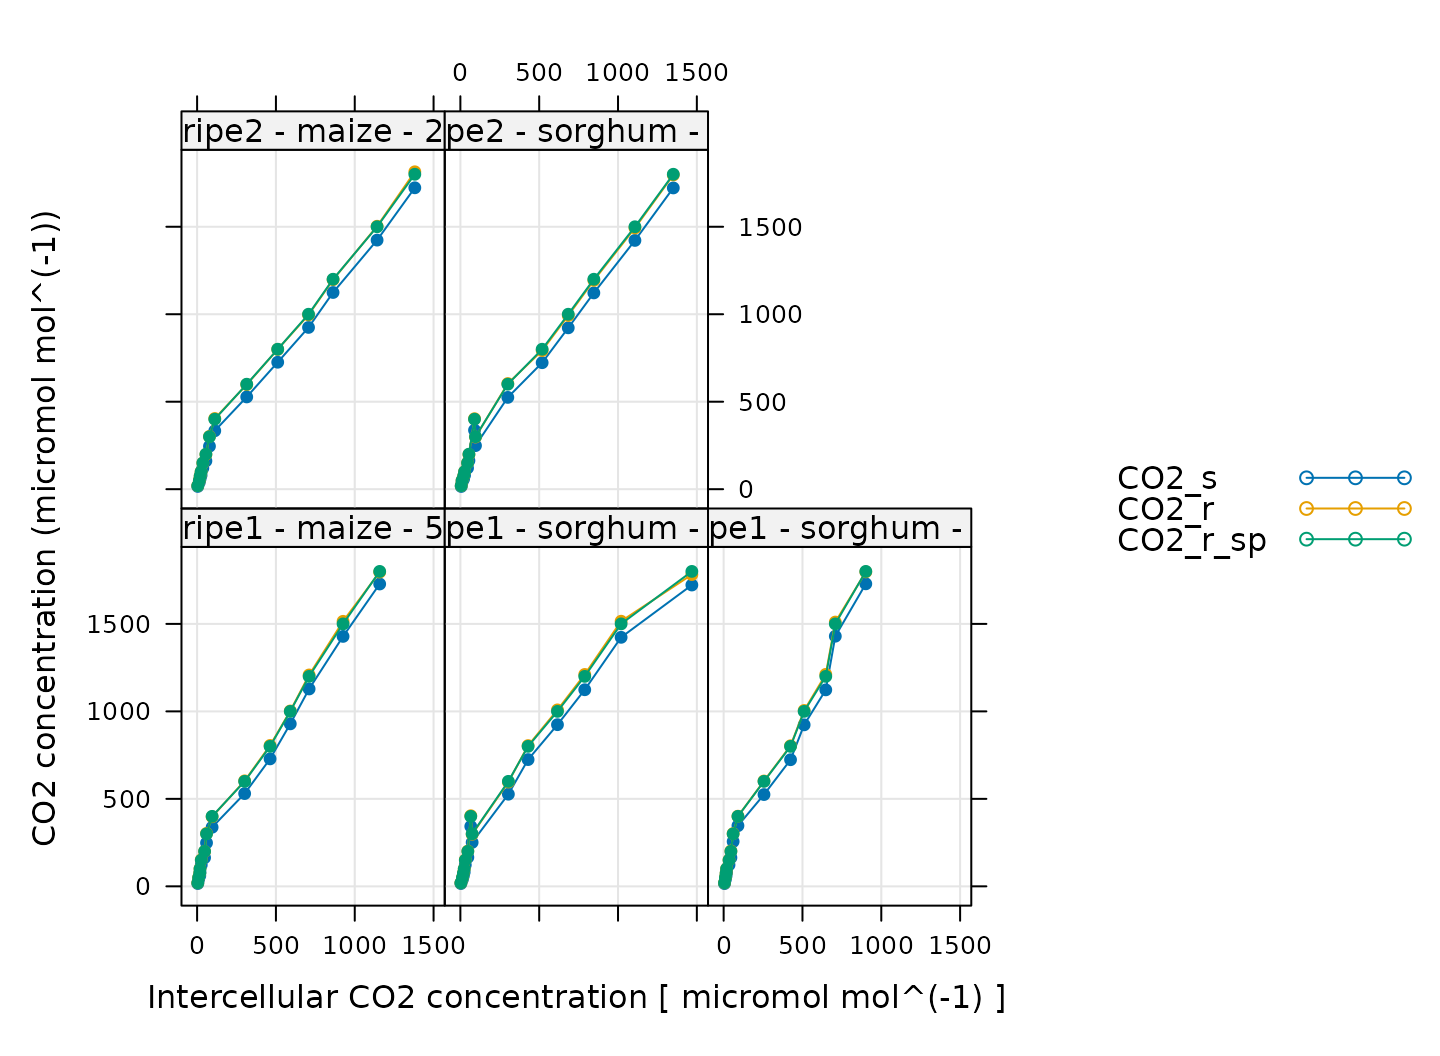 0 500 1000 1500
ripe2 - maize - 2 pe2 - sorghum -
1500
1000
500
0
ripe1 - maize - 5 pe1 - sorghum - pe1 - sorghum -
1500
1000
500
0
0 500 1000 1500 0 500 1000 1500
Intercellular CO2 concentration [ micromol mol^(-1) ]
CO2 concentration (micromol mol^(-1))
CO2_s
CO2_r
CO2_r_sp